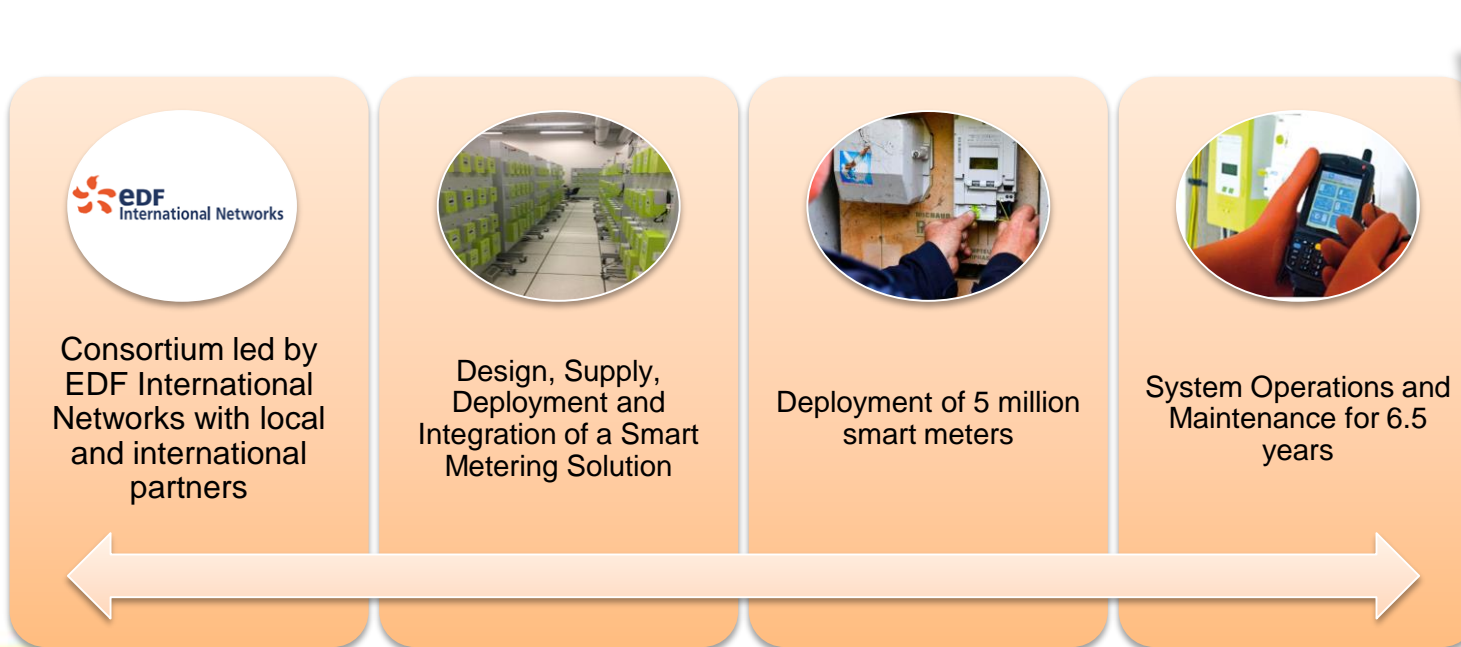 eDF
International Networks
Consortium led by
EDF International
Networks with local
and international
partners
Design, Supply,
Deployment and
Integration of a Smart
Metering Solution
Deployment of 5 million
smart meters
System Operations and
Maintenance for 6.5
years